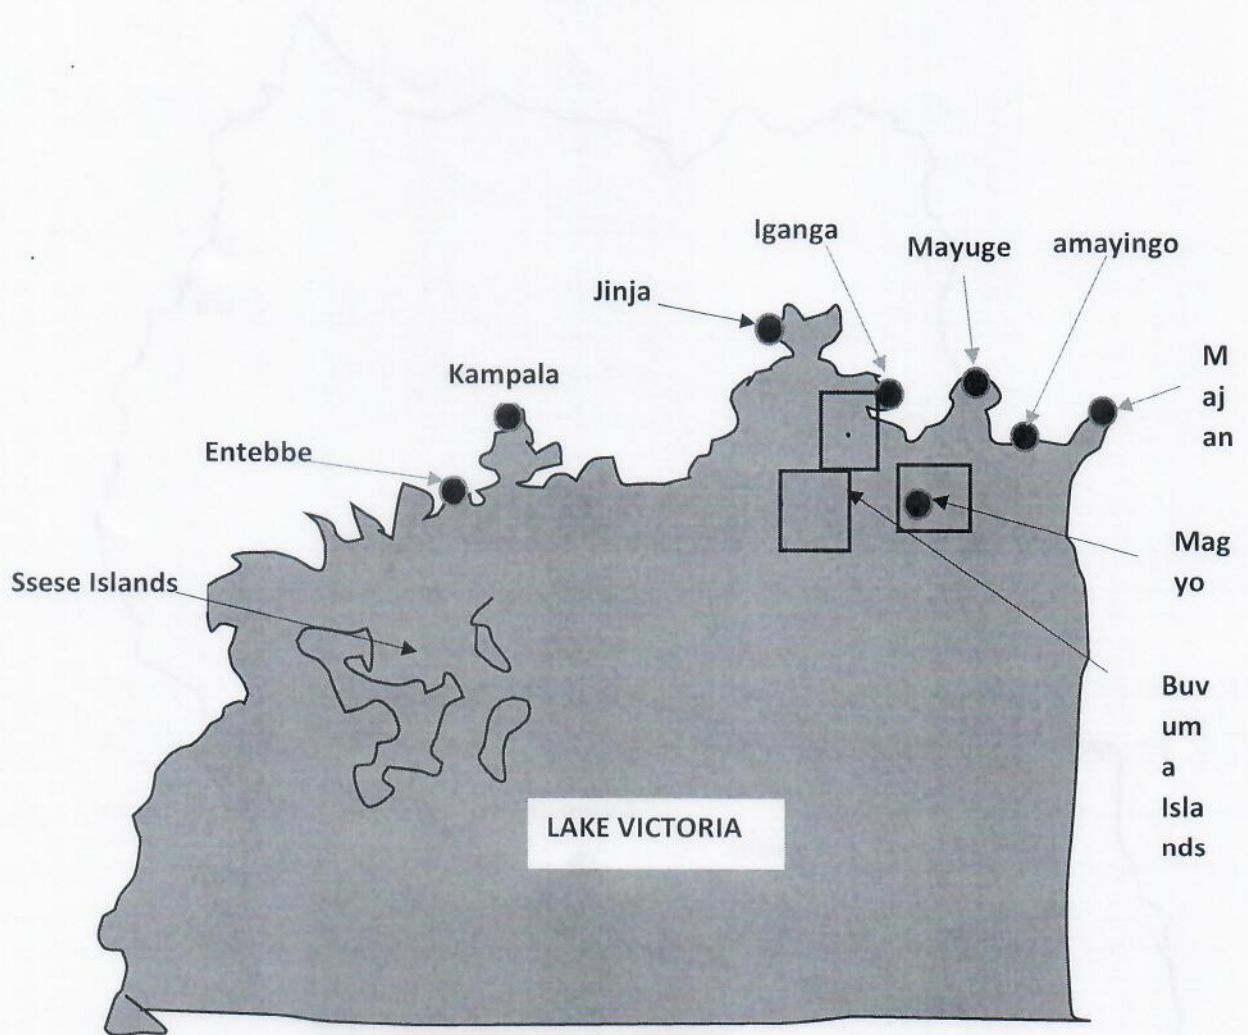 Iganga
Mayuge
amayingo
Jinja
M
aj
an
Kampala
Entebbe
Mag
yo
Ssese Islands
Buv
um
a
Isla
nds
LAKE VICTORIA